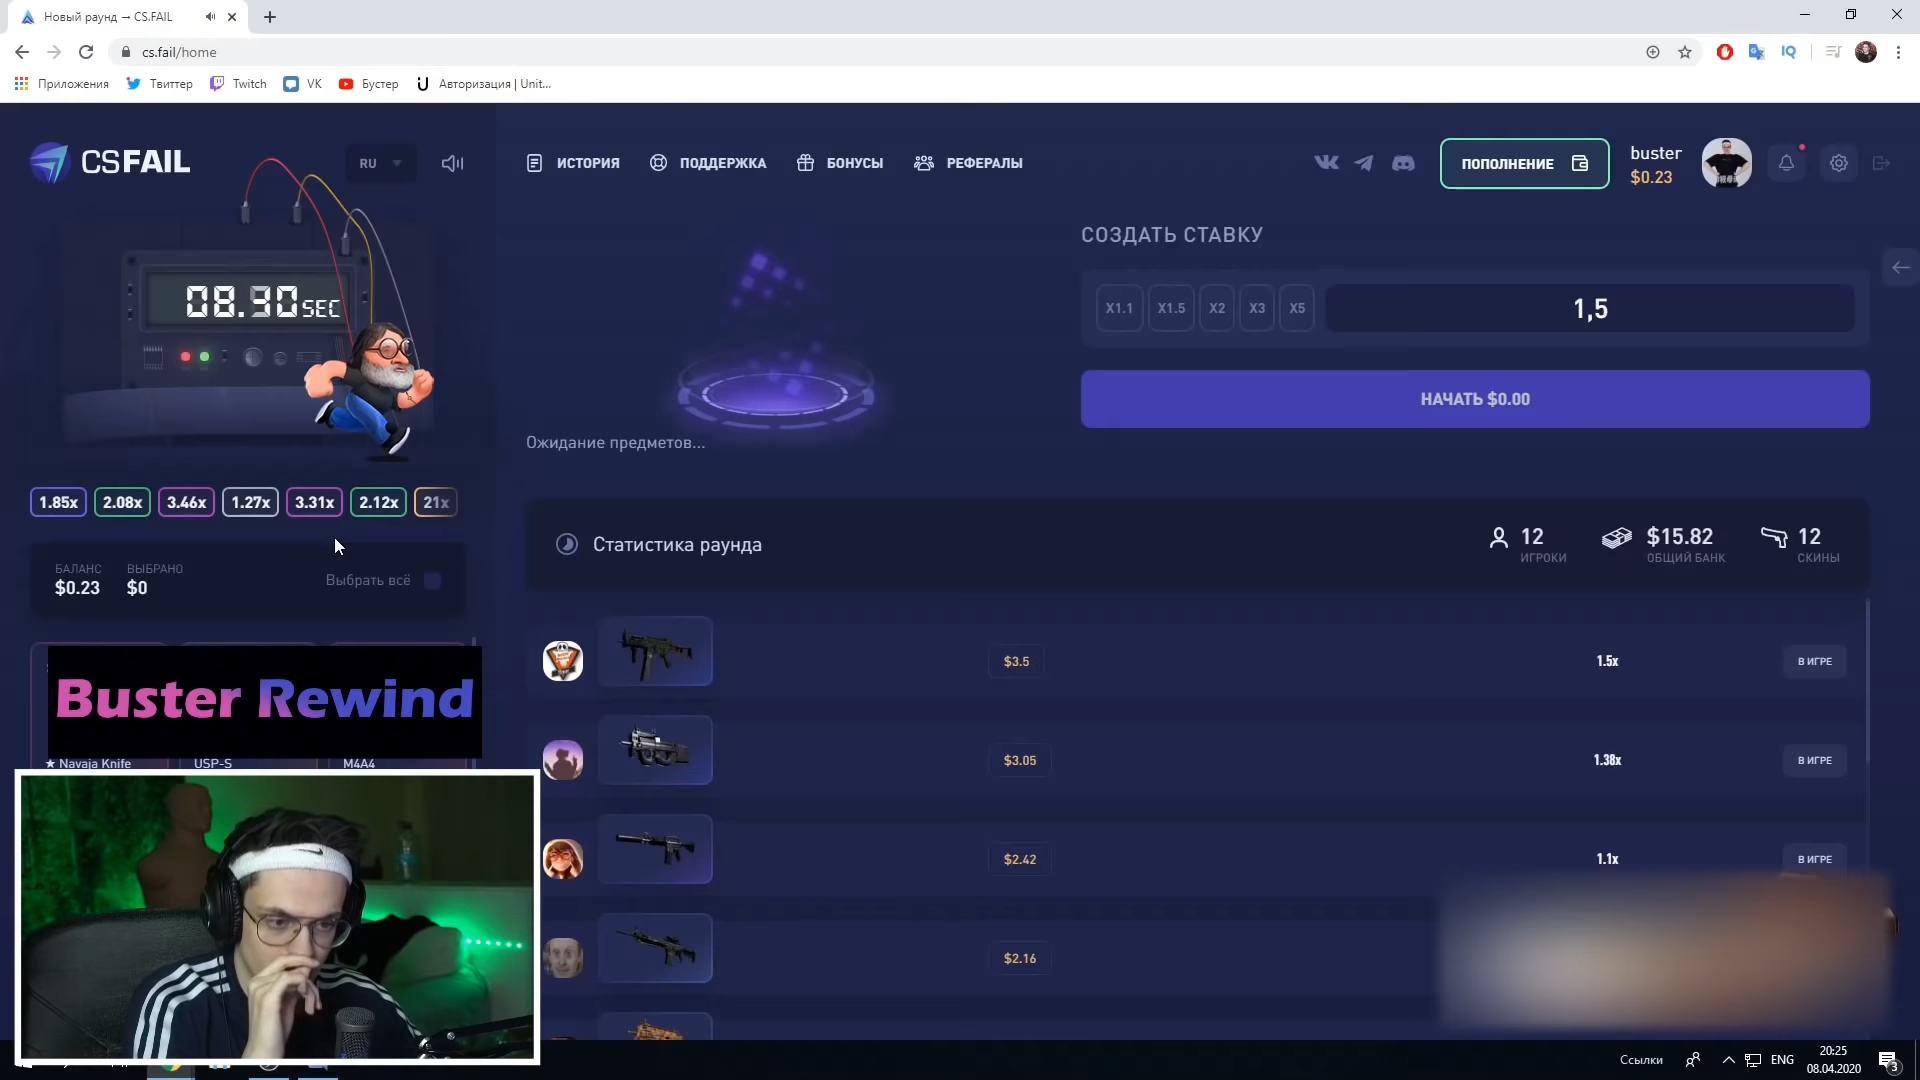 Новый раунд → CS.FAIL
cs.fail/home
Приложения
Твиттер
Twitch
VK
Бустер
Авторизация | Unit...
CSFAIL
RU
ИСТОРИЯ
ПОДДЕРЖКА
БОНУСЫ
РЕФЕРАЛЫ
ПОПОЛНЕНИЕ
buster
$0.23
08.30 SEC
СОЗДАТЬ СТАВКУ
X1.1 X1.5 X2 X3 X5
1,5
НАЧАТЬ $0.00
Ожидание предметов...
1.85x 2.08x 3.46x 1.27x 3.31x 2.12x 21x
БАЛАНС
$0.23
ВЫБРАНО
$0
Выбрать всё
Статистика раунда
12
ИГРОКИ
$15.82
ОБЩИЙ БАНК
12
СКИНЫ
Buster Rewind
★ Navaja Knife
USP-S
M4A4
$3.5 1.5x В ИГРЕ
$3.05 1.38x В ИГРЕ
$2.42 1.1x В ИГРЕ
$2.16
Ссылки
ENG
20:25
08.04.2020
3